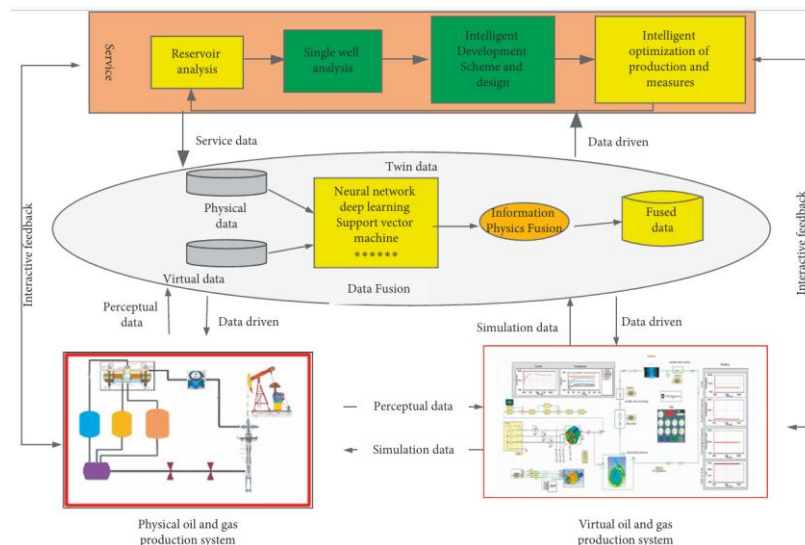 Service
Reservoir
analysis
Single well
analysis
Intelligent
Development
Scheme and
design
Intelligent
optimization of
production and
measures
Service data
Data driven
Twin data
Physical
data
Virtual data
Neural network
deep learning
Support vector
machine
******
Information
Physics Fusion
Fused
data
Data Fusion
Interactive feedback
Interactive feedback
Perceptual
data
Data driven
Simulation data
Data driven
Perceptual data
Simulation data
Physical oil and gas
production system
Virtual oil and gas
production system